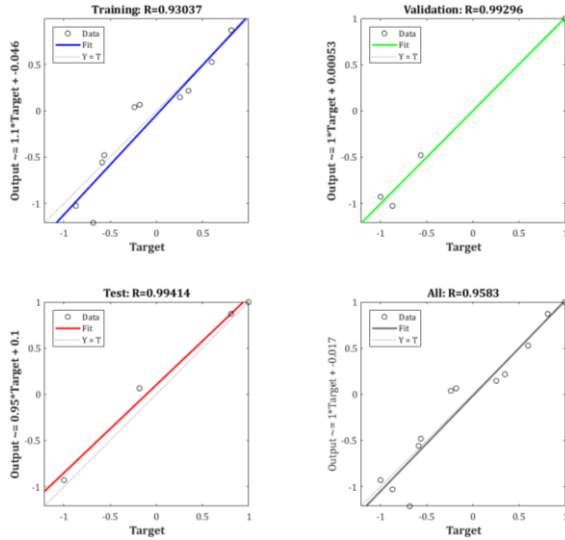 Training: R=0.93037
Output ~= 1.1*Target + -0.046
Data
Fit
Y = T
0.5
0
-0.5
-1
-1
-0.5
0
0.5
Target
Validation: R=0.99296
Output ~= 1*Target + 0.00053
Data
Fit
Y = T
0.5
0
-0.5
-1
-1
-0.5
0
0.5
1
Target
Test: R=0.99414
Output ~= 0.95*Target + 0.1
Data
Fit
Y = T
1
0.5
0
-0.5
-1
-1
-0.5
0
0.5
1
Target
All: R=0.9583
Output ~= 1*Target + -0.017
Data
Fit
Y = T
1
0.5
0
-0.5
-1
-1
-0.5
0
0.5
1
Target